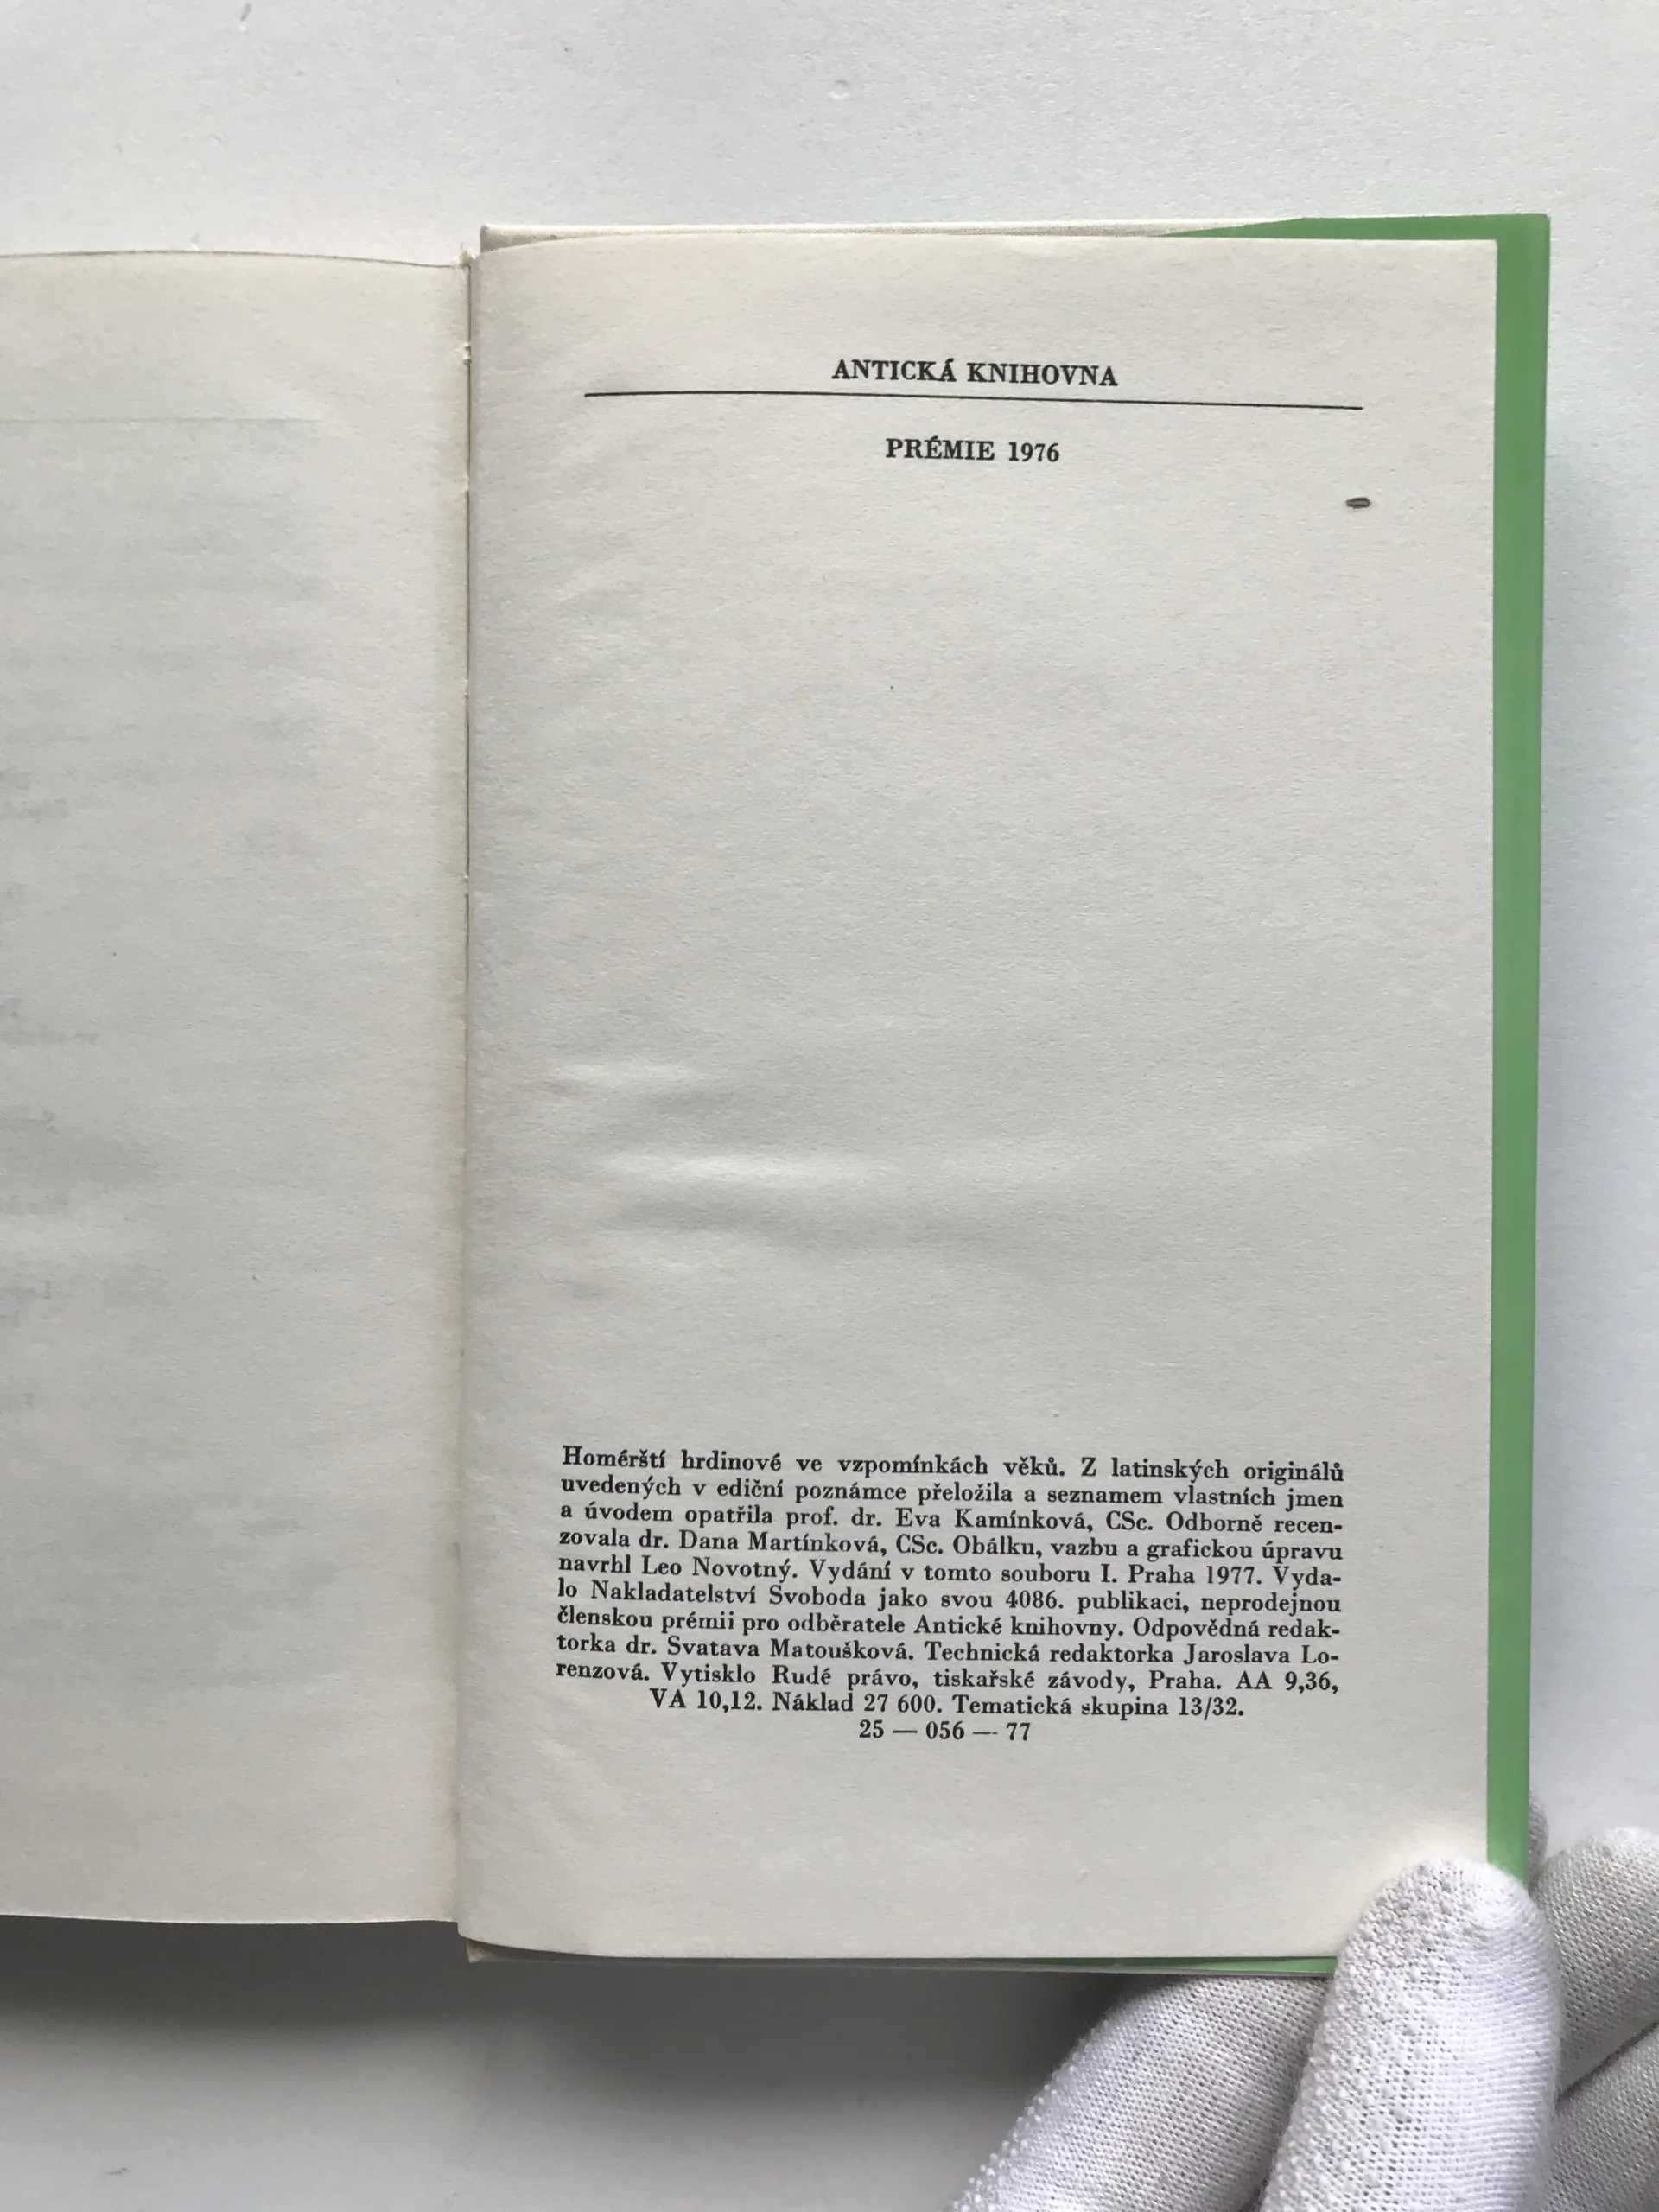 ANTICKÁ KNIHOVNA
PRÉMIE 1976
Homérští hrdinové ve vzpomínkách věků. Z latinských originálů
uvedených v ediční poznámce přeložila a seznamem vlastních jmen
a úvodem opatřila prof. dr. Eva Kamínková, CSc. Odborně recen-
zovala dr. Dana Martínková, CSc. Obálku, vazbu a grafickou úpravu
navrhl Leo Novotný. Vydání v tomto souboru I. Praha 1977. Vyda-
lo Nakladatelství Svoboda jako svou 4086. publikaci, neprodejnou
členskou prémii pro odběratele Antické knihovny. Odpovědná redak-
torka dr. Svatava Matoušková. Technická redaktorka Jaroslava Lo-
renzová. Vytisklo Rudé právo, tiskařské závody, Praha. AA 9,36,
VA 10,12. Náklad 27 600. Tematická skupina 13/32.
25 — 056 — 77